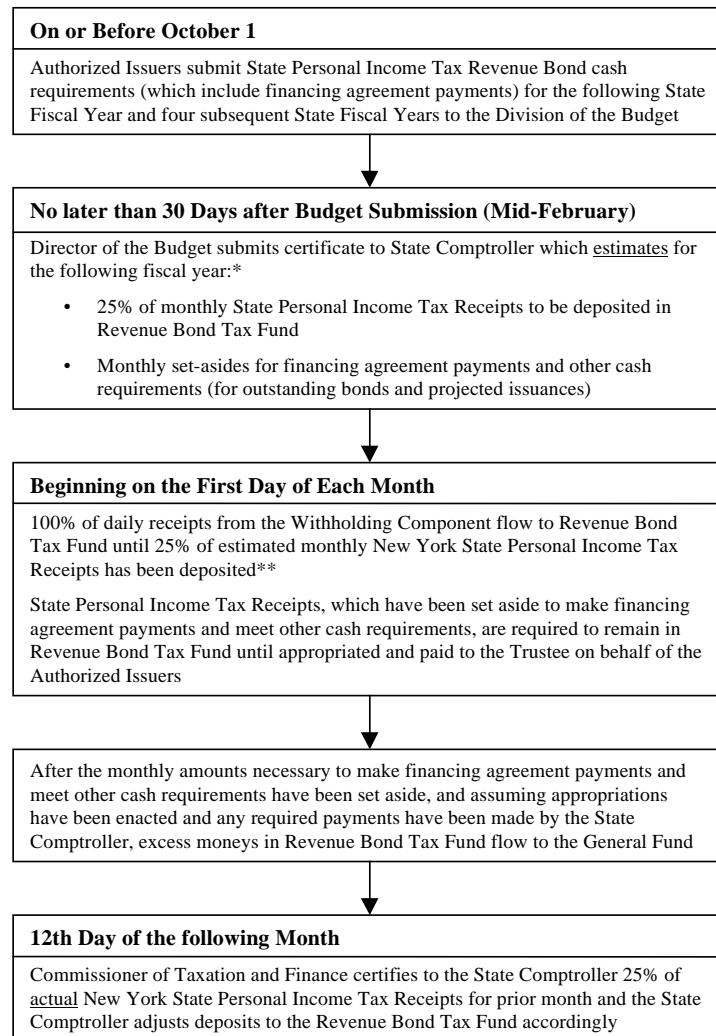 On or Before October 1
Authorized Issuers submit State Personal Income Tax Revenue Bond cash
requirements (which include financing agreement payments) for the following State
Fiscal Year and four subsequent State Fiscal Years to the Division of the Budget
No later than 30 Days after Budget Submission (Mid-February)
Director of the Budget submits certificate to State Comptroller which estimates for
the following fiscal year:*
• 25% of monthly State Personal Income Tax Receipts to be deposited in
Revenue Bond Tax Fund
• Monthly set-asides for financing agreement payments and other cash
requirements (for outstanding bonds and projected issuances)
Beginning on the First Day of Each Month
100% of daily receipts from the Withholding Component flow to Revenue Bond
Tax Fund until 25% of estimated monthly New York State Personal Income Tax
Receipts has been deposited**
State Personal Income Tax Receipts, which have been set aside to make financing
agreement payments and meet other cash requirements, are required to remain in
Revenue Bond Tax Fund until appropriated and paid to the Trustee on behalf of the
Authorized Issuers
After the monthly amounts necessary to make financing agreement payments and
meet other cash requirements have been set aside, and assuming appropriations
have been enacted and any required payments have been made by the State
Comptroller, excess moneys in Revenue Bond Tax Fund flow to the General Fund
12th Day of the following Month
Commissioner of Taxation and Finance certifies to the State Comptroller 25% of
actual New York State Personal Income Tax Receipts for prior month and the State
Comptroller adjusts deposits to the Revenue Bond Tax Fund accordingly